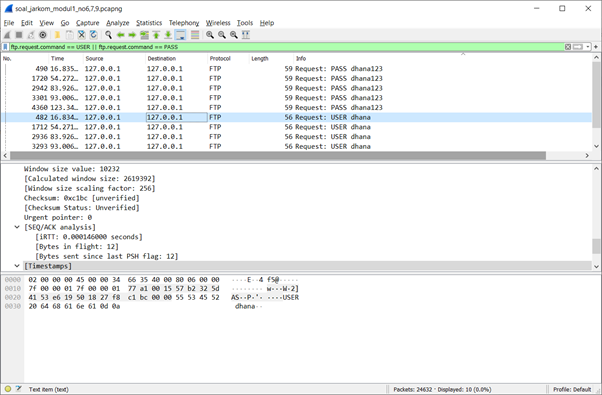 soal_jarkom_modul1_no6,7,9.pcapng
File Edit View Go Capture Analyze Statistics Telephony Wireless Tools Help
ftp.request.command == USER || ftp.request.command == PASS
No. Time Source Destination Protocol Length Info
490 16.835… 127.0.0.1 127.0.0.1 FTP 59 Request: PASS dhana123
1720 54.272… 127.0.0.1 127.0.0.1 FTP 59 Request: PASS dhana123
2942 83.926… 127.0.0.1 127.0.0.1 FTP 59 Request: PASS dhana123
3301 93.006… 127.0.0.1 127.0.0.1 FTP 59 Request: PASS dhana123
4360 123.34… 127.0.0.1 127.0.0.1 FTP 59 Request: PASS dhana123
482 16.834… 127.0.0.1 127.0.0.1 FTP 56 Request: USER dhana
1712 54.271… 127.0.0.1 127.0.0.1 FTP 56 Request: USER dhana
2936 83.926… 127.0.0.1 127.0.0.1 FTP 56 Request: USER dhana
3293 93.006… 127.0.0.1 127.0.0.1 FTP 56 Request: USER dhana
Window size value: 10232
[Calculated window size: 2619392]
[Window size scaling factor: 256]
Checksum: 0xc1bc [unverified]
[Checksum Status: Unverified]
Urgent pointer: 0
[SEQ/ACK analysis]
[iRTT: 0.000146000 seconds]
[Bytes in flight: 12]
[Bytes sent since last PSH flag: 12]
[Timestamps]
0000 02 00 00 00 45 00 00 34 66 35 40 00 80 06 00 00 ····E··4 f5@·····
0010 7f 00 00 01 7f 00 00 01 77 a1 00 15 57 b2 32 5d ········ w···W·2]
0020 41 53 e6 19 50 18 27 f8 c1 bc 00 00 55 53 45 52 AS··P·'· ····USER
0030 20 64 68 61 6e 61 0d 0a dhana··
Text item (text) Packets: 24632 · Displayed: 10 (0.0%) Profile: Default